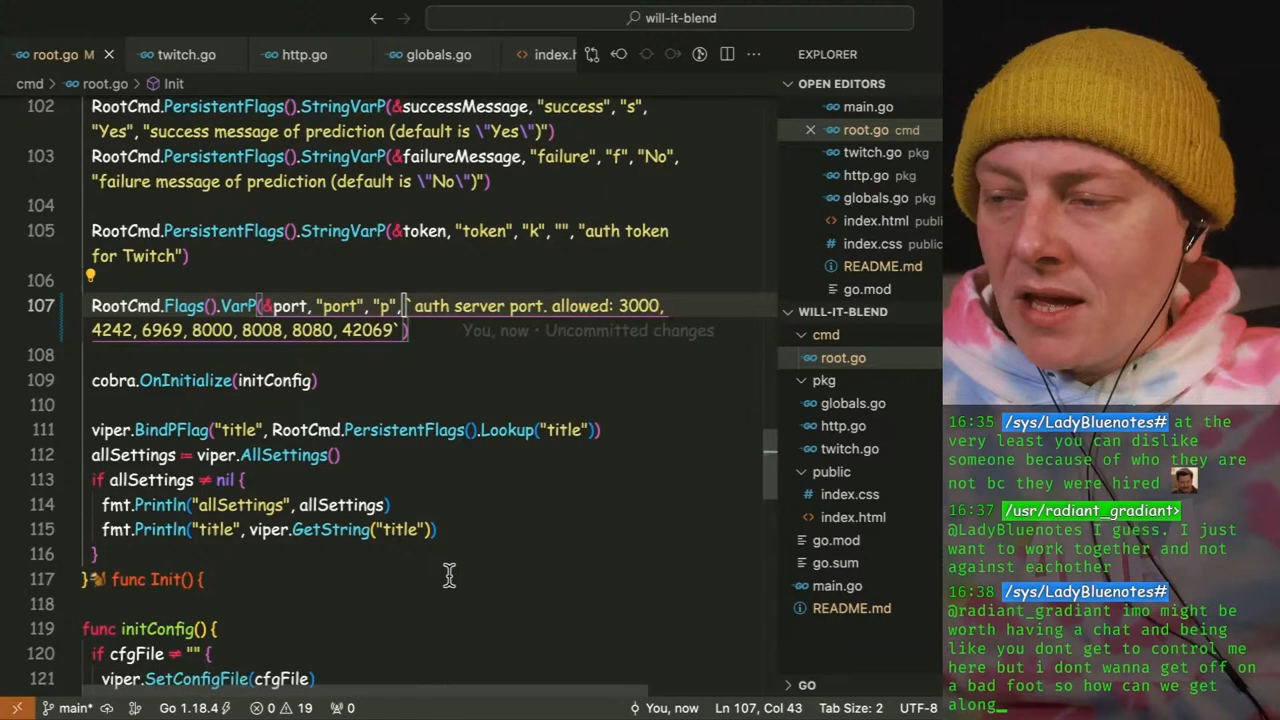 will-it-blend
root.go M
twitch.go
http.go
globals.go
index.h
EXPLORER
cmd > root.go > Init
102 RootCmd.PersistentFlags().StringVarP(&successMessage, "success", "s",
"Yes", "success message of prediction (default is \"Yes\")")
103 RootCmd.PersistentFlags().StringVarP(&failureMessage, "failure", "f", "No",
"failure message of prediction (default is \"No\")")
104
105 RootCmd.PersistentFlags().StringVarP(&token, "token", "k", "", "auth token
for Twitch")
106
107 RootCmd.Flags().VarP(&port, "port", "p",`auth server port. allowed: 3000,
4242, 6969, 8000, 8008, 8080, 42069`) You, now • Uncommitted changes
108
109 cobra.OnInitialize(initConfig)
110
111 viper.BindPFlag("title", RootCmd.PersistentFlags().Lookup("title"))
112 allSettings := viper.AllSettings()
113 if allSettings ≠ nil {
114 fmt.Println("allSettings", allSettings)
115 fmt.Println("title", viper.GetString("title"))
116 }
117 } func Init() {
118
119 func initConfig() {
120 if cfgFile ≠ "" {
121 viper.SetConfigFile(cfgFile)
OPEN EDITORS
main.go
root.go cmd
twitch.go pkg
http.go pkg
globals.go pkg
index.html public
index.css public
README.md
go.mod
WILL-IT-BLEND
cmd
root.go
pkg
globals.go
http.go
twitch.go
public
index.css
index.html
go.mod
go.sum
main.go
README.md
GO
main* Go 1.18.4 0 19 0 You, now Ln 107, Col 43 Tab Size: 2 UTF-8
16:35 /sys/LadyBluenotes# at the
very least you can dislike
someone because of who they are
not bc they were hired
16:37 /usr/radiant_gradiant>
@LadyBluenotes I guess. I just
want to work together and not
against eachother
16:38 /sys/LadyBluenotes#
@radiant_gradiant imo might be
worth having a chat and being
like you dont get to control me
here but i dont wanna get off on
a bad foot so how can we get
along_